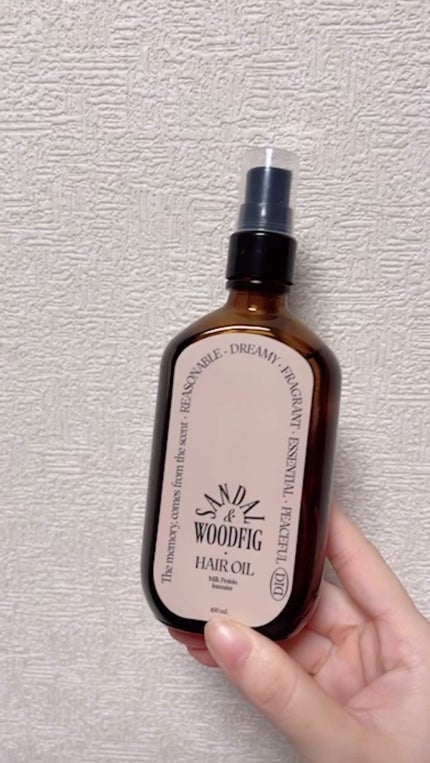 The memory, comes from the scent · REASONABLE · DREAMY · FRAGRANT · ESSENTIAL · PEACEFUL
SANDAL
&
WOODFIG
HAIR OIL
Milk Protein
Intensive
100 mL